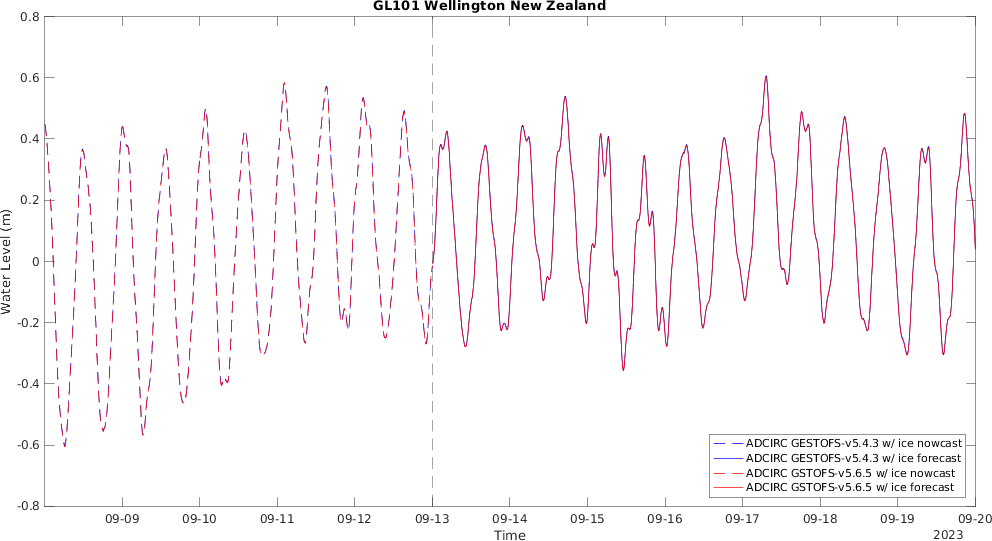 GL101 Wellington New Zealand
0.8
0.6
0.4
0.2
0
-0.2
-0.4
-0.6
-0.8
Water Level (m)
ADCIRC GESTOFS-v5.4.3 w/ ice nowcast
ADCIRC GESTOFS-v5.4.3 w/ ice forecast
ADCIRC GSTOFS-v5.6.5 w/ ice nowcast
ADCIRC GSTOFS-v5.6.5 w/ ice forecast
09-09 09-10 09-11 09-12 09-13 09-14 09-15 09-16 09-17 09-18 09-19 09-20
Time
2023